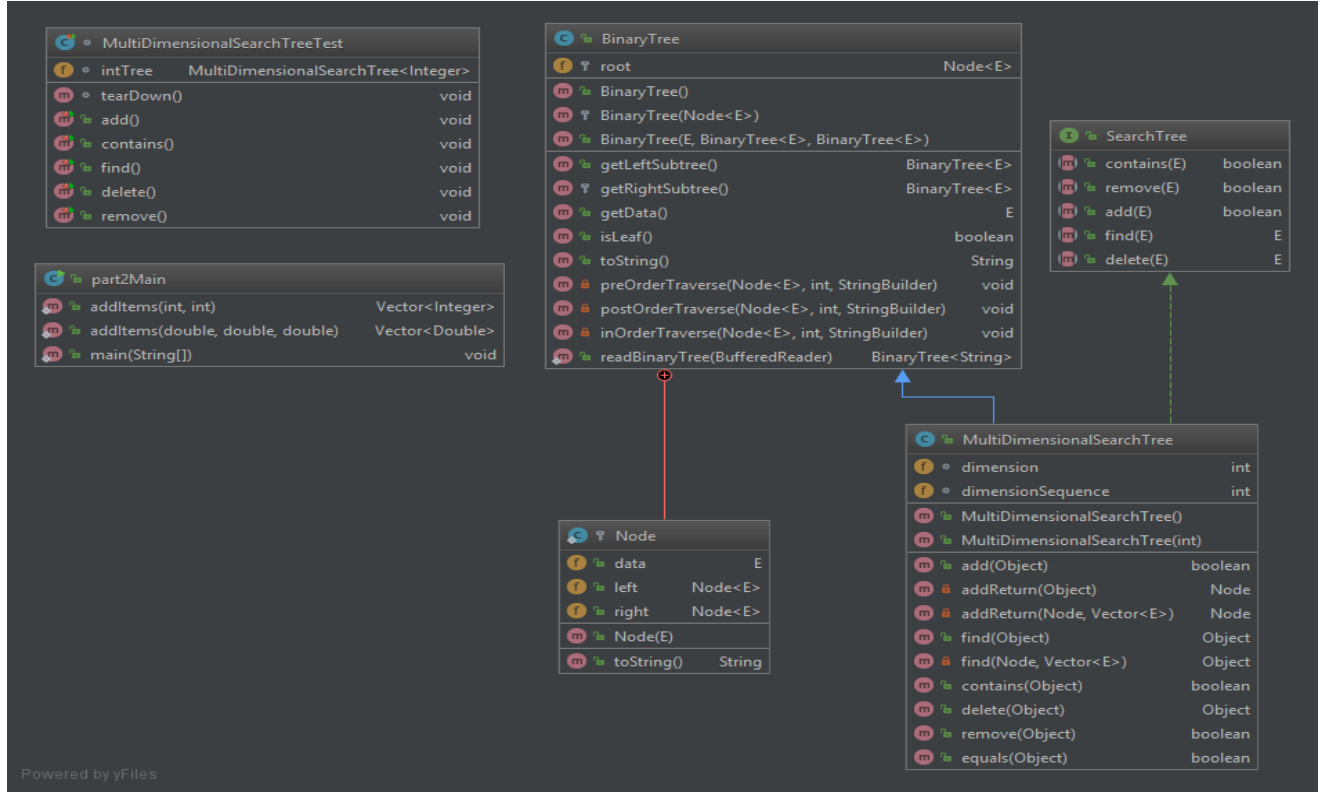 MultiDimensionalSearchTreeTest
intTree MultiDimensionalSearchTree<Integer>
tearDown() void
add() void
contains() void
find() void
delete() void
remove() void
part2Main
addItems(int, int) Vector<Integer>
addItems(double, double, double) Vector<Double>
main(String[]) void
BinaryTree
root Node<E>
BinaryTree()
BinaryTree(Node<E>)
BinaryTree(E, BinaryTree<E>, BinaryTree<E>)
getLeftSubtree() BinaryTree<E>
getRightSubtree() BinaryTree<E>
getData() E
isLeaf() boolean
toString() String
preOrderTraverse(Node<E>, int, StringBuilder) void
postOrderTraverse(Node<E>, int, StringBuilder) void
inOrderTraverse(Node<E>, int, StringBuilder) void
readBinaryTree(BufferedReader) BinaryTree<String>
SearchTree
contains(E) boolean
remove(E) boolean
add(E) boolean
find(E) E
delete(E) E
Node
data E
left Node<E>
right Node<E>
Node(E)
toString() String
MultiDimensionalSearchTree
dimension int
dimensionSequence int
MultiDimensionalSearchTree()
MultiDimensionalSearchTree(int)
add(Object) boolean
addReturn(Object) Node
addReturn(Node, Vector<E>) Node
find(Object) Object
find(Node, Vector<E>) Object
contains(Object) boolean
delete(Object) Object
remove(Object) boolean
equals(Object) boolean
Powered by yFiles